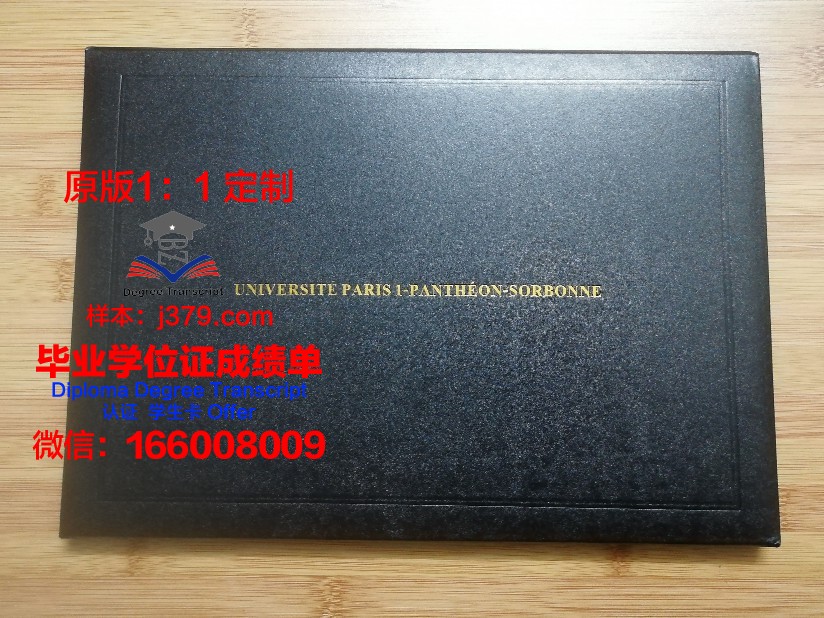 原版1：1 定制
BZ
Degree Transcript
UNIVERSITE PARIS 1-PANTHÉON-SORBONNE
样本：j379.com
毕业学位证成绩单
Diploma Degree Transcript
认证 学生卡 Offer
微信：166008009